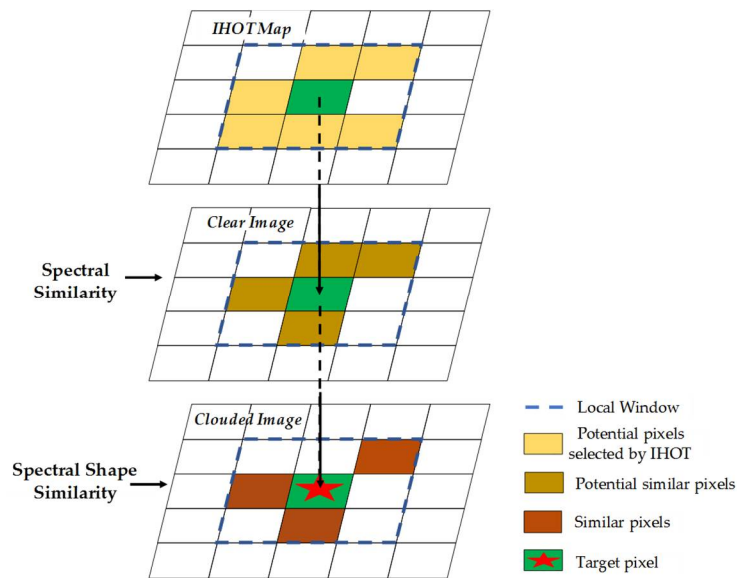 IHOT Map
Clear Image
Spectral
Similarity
Clouded Image
Spectral Shape
Similarity
Local Window
Potential pixels
selected by IHOT
Potential similar pixels
Similar pixels
Target pixel